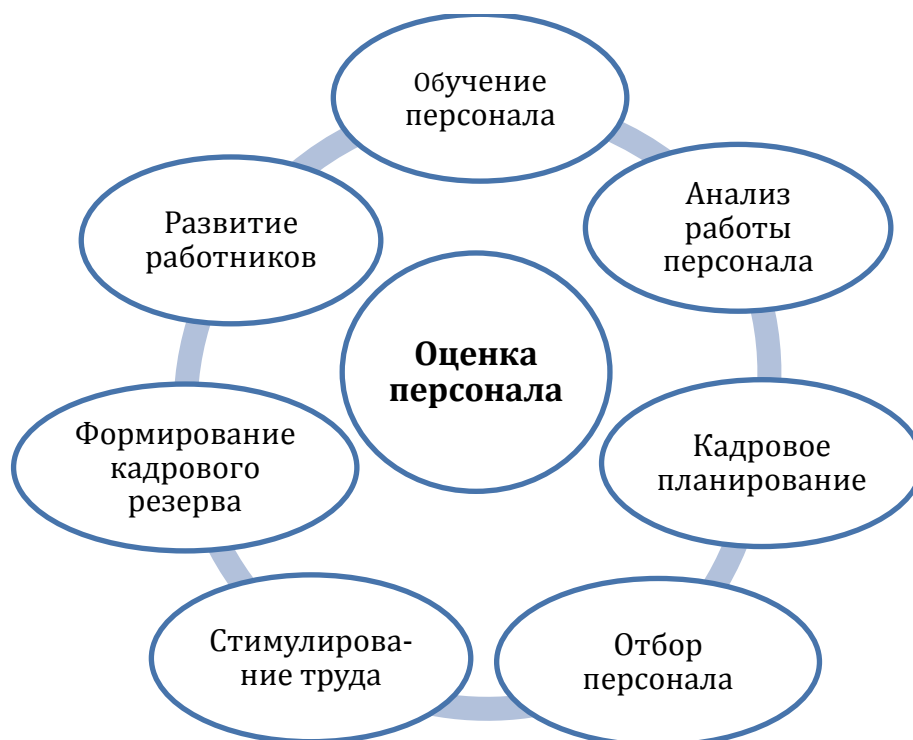 Обучение
персонала
Анализ
работы
персонала
Кадровое
планирование
Отбор
персонала
Стимулирова-
ние труда
Формирование
кадрового
резерва
Развитие
работников
Оценка
персонала